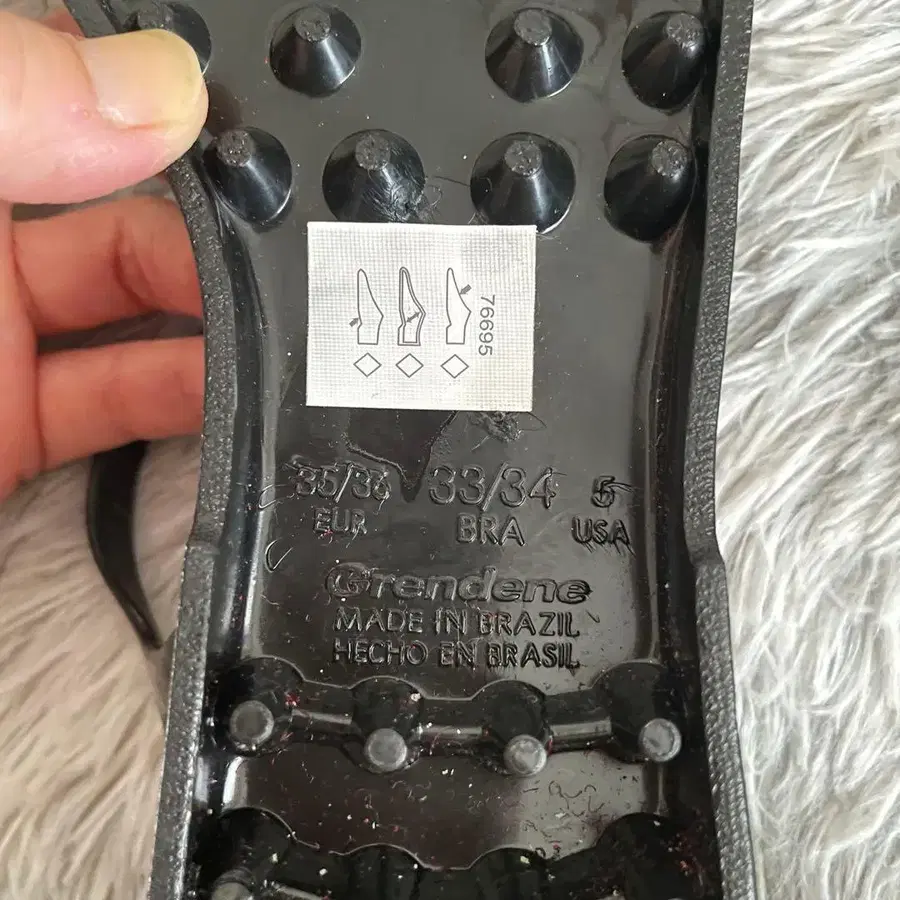 76695
35/36 33/34 5
EUR BRA USA
Grendene
MADE IN BRAZIL
HECHO EN BRASIL